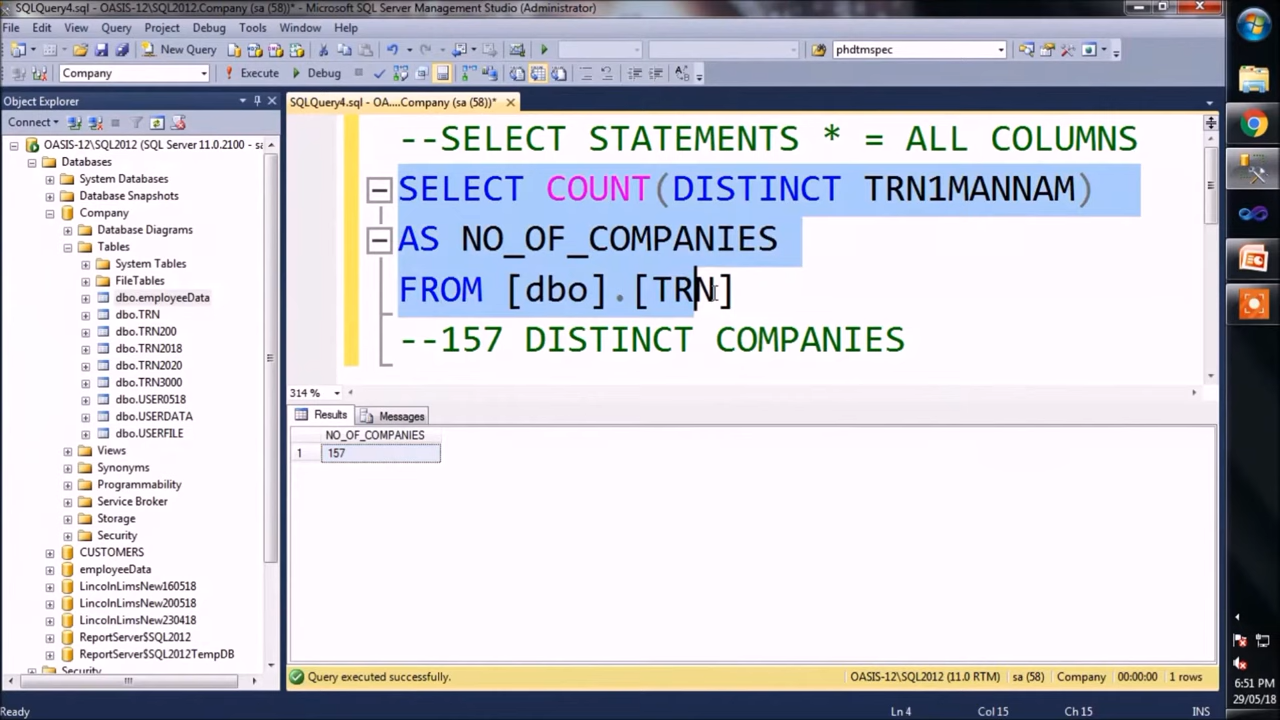 SQLQuery4.sql - OASIS-12\SQL2012.Company (sa (58))* - Microsoft SQL Server Management Studio (Administrator)
File Edit View Query Project Debug Tools Window Help
New Query
phdtmspec
Company
Execute
Debug
Object Explorer
SQLQuery4.sql - OA....Company (sa (58))*
Connect
OASIS-12\SQL2012 (SQL Server 11.0.2100 - sa
Databases
System Databases
Database Snapshots
Company
Database Diagrams
Tables
System Tables
FileTables
dbo.employeeData
dbo.TRN
dbo.TRN200
dbo.TRN2018
dbo.TRN2020
dbo.TRN3000
dbo.USER0518
dbo.USERDATA
dbo.USERFILE
Views
Synonyms
Programmability
Service Broker
Storage
Security
CUSTOMERS
employeeData
LincolnLimsNew160518
LincolnLimsNew200518
LincolnLimsNew230418
ReportServer$SQL2012
ReportServer$SQL2012TempDB
Security
--SELECT STATEMENTS * = ALL COLUMNS
SELECT COUNT(DISTINCT TRN1MANNAM)
AS NO_OF_COMPANIES
FROM [dbo].[TRN]
--157 DISTINCT COMPANIES
314 %
Results Messages
NO_OF_COMPANIES
1 157
Query executed successfully.
OASIS-12\SQL2012 (11.0 RTM) sa (58) Company 00:00:00 1 rows
Ready
Ln 4 Col 15 Ch 15 INS
6:51 PM
29/05/18